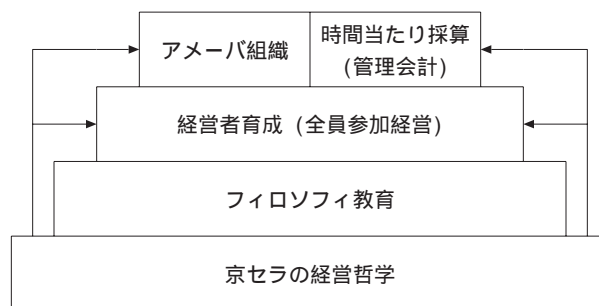 アメーバ組織
時間当たり採算
(管理会計)
経営者育成 (全員参加経営)
フィロソフィ教育
京セラの経営哲学